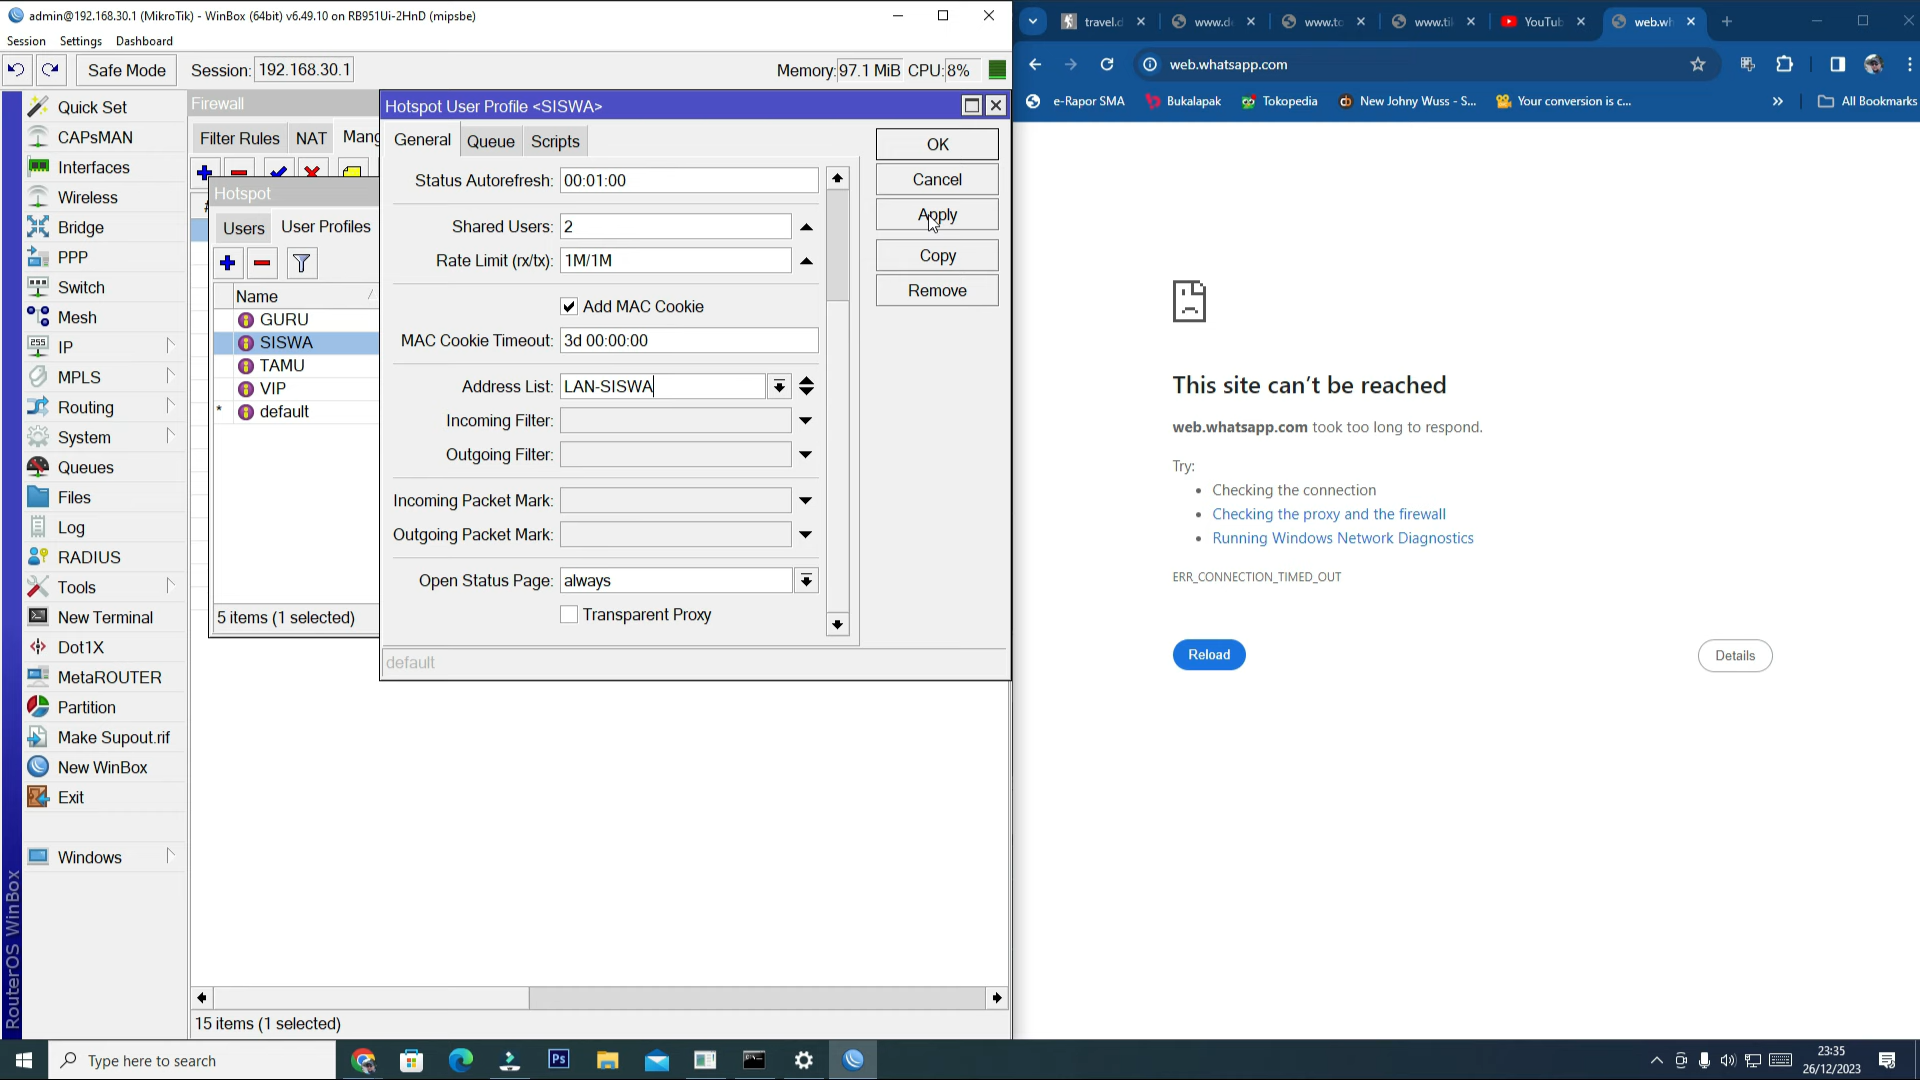 admin@192.168.30.1 (MikroTik) - WinBox (64bit) v6.49.10 on RB951Ui-2HnD (mipsbe)
Session Settings Dashboard
Safe Mode Session: 192.168.30.1 Memory: 97.1 MiB CPU: 8%
Quick Set
CAPsMAN
Interfaces
Wireless
Bridge
PPP
Switch
Mesh
255
IP
MPLS
Routing
System
Queues
Files
Log
RADIUS
Tools
New Terminal
Dot1X
MetaROUTER
Partition
Make Supout.rif
New WinBox
Exit
Windows
RouterOS WinBox
Firewall
Filter Rules NAT Mang
#
15 items (1 selected)
Hotspot
Users User Profiles
Name
GURU
SISWA
TAMU
VIP
* default
5 items (1 selected)
Hotspot User Profile <SISWA>
General Queue Scripts
Status Autorefresh: 00:01:00
Shared Users: 2
Rate Limit (rx/tx): 1M/1M
Add MAC Cookie
MAC Cookie Timeout: 3d 00:00:00
Address List: LAN-SISWA
Incoming Filter:
Outgoing Filter:
Incoming Packet Mark:
Outgoing Packet Mark:
Open Status Page: always
Transparent Proxy
default
OK
Cancel
Apply
Copy
Remove
travel.d www.d www.to www.ti YouTub web.wh
web.whatsapp.com
e-Rapor SMA Bukalapak Tokopedia New Johny Wuss - S... Your conversion is c... » All Bookmarks
This site can't be reached
web.whatsapp.com took too long to respond.
Try:
• Checking the connection
• Checking the proxy and the firewall
• Running Windows Network Diagnostics
ERR_CONNECTION_TIMED_OUT
Reload Details
Type here to search
Ps
23:35
26/12/2023